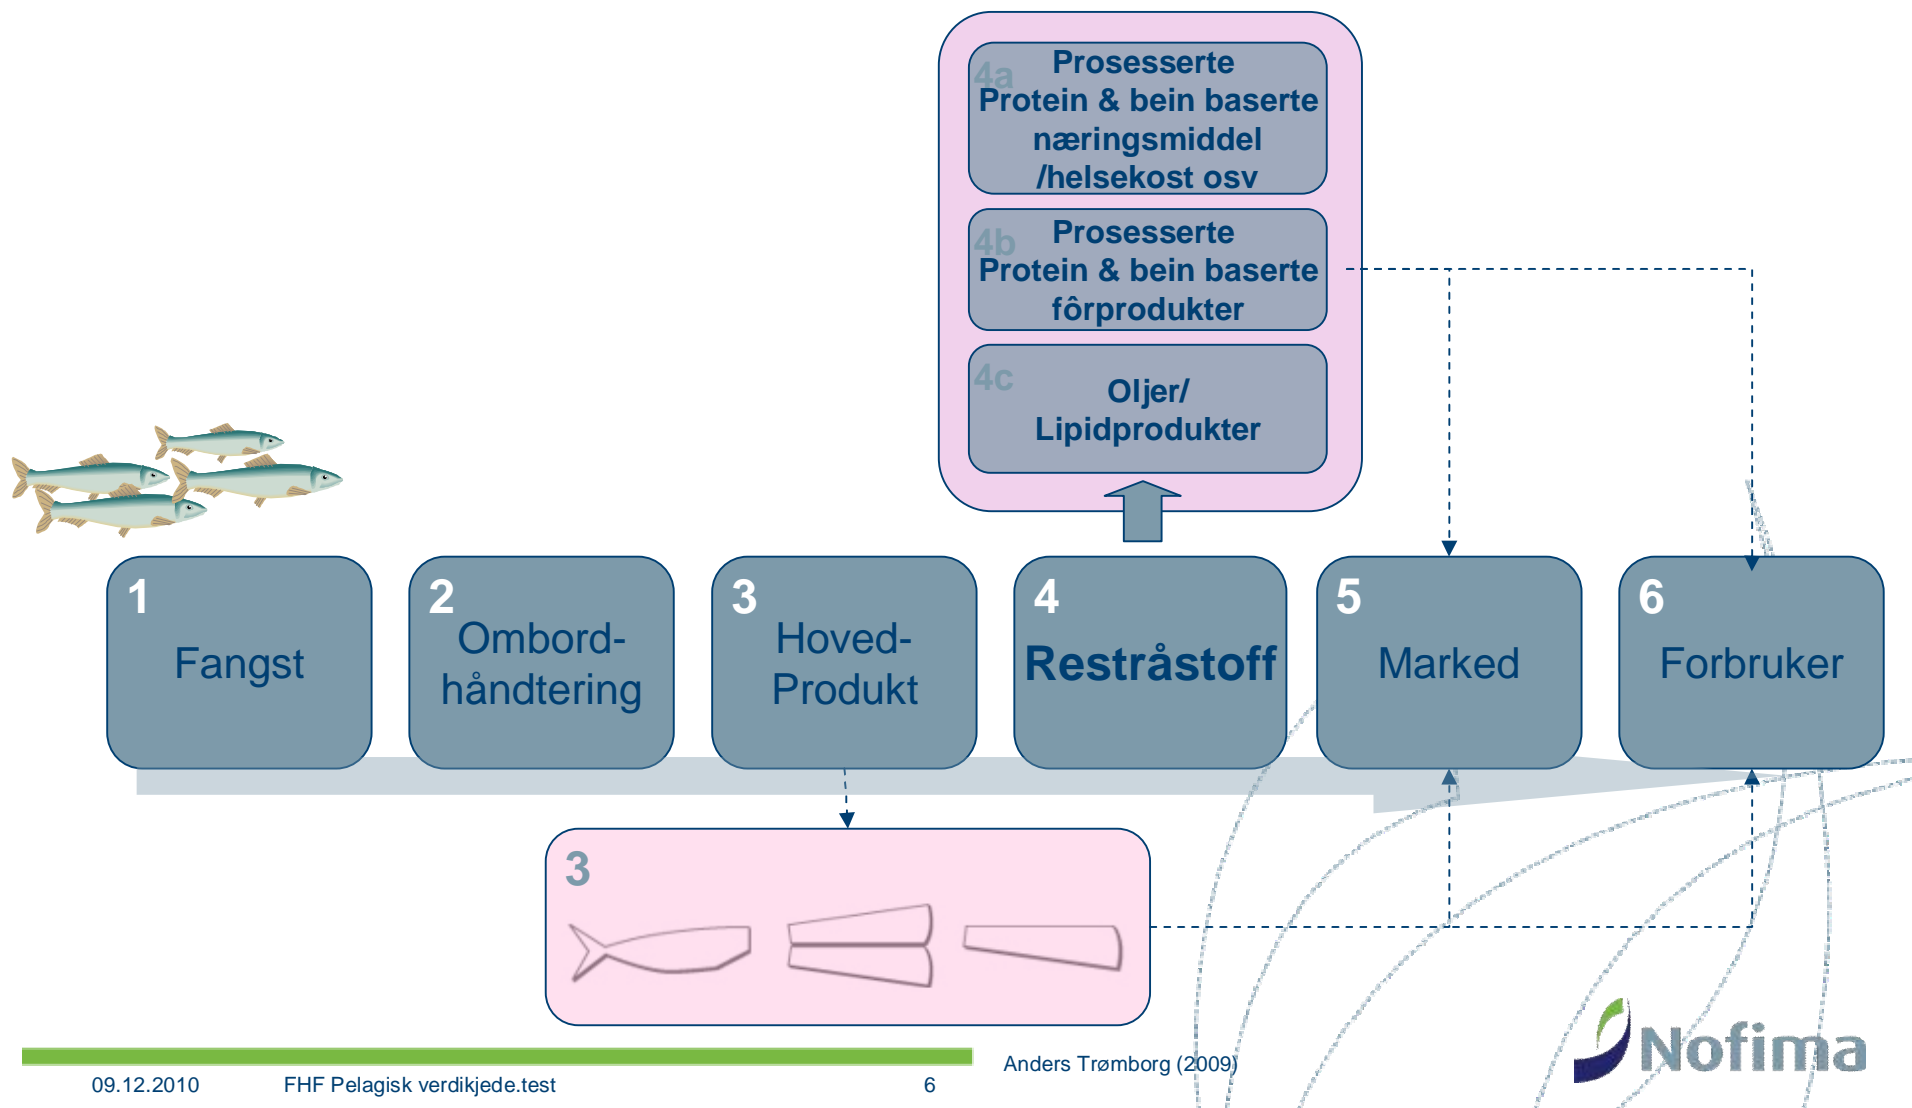 4a
Prosesserte
Protein & bein baserte
næringsmiddel
/helsekost osv
4b
Prosesserte
Protein & bein baserte
fôrprodukter
4c
Oljer/
Lipidprodukter
1
Fangst
2
Ombord-
håndtering
3
Hoved-
Produkt
4
Restråstoff
5
Marked
6
Forbruker
3
Anders Trømborg (2009)
09.12.2010 FHF Pelagisk verdikjede.test 6
Nofima